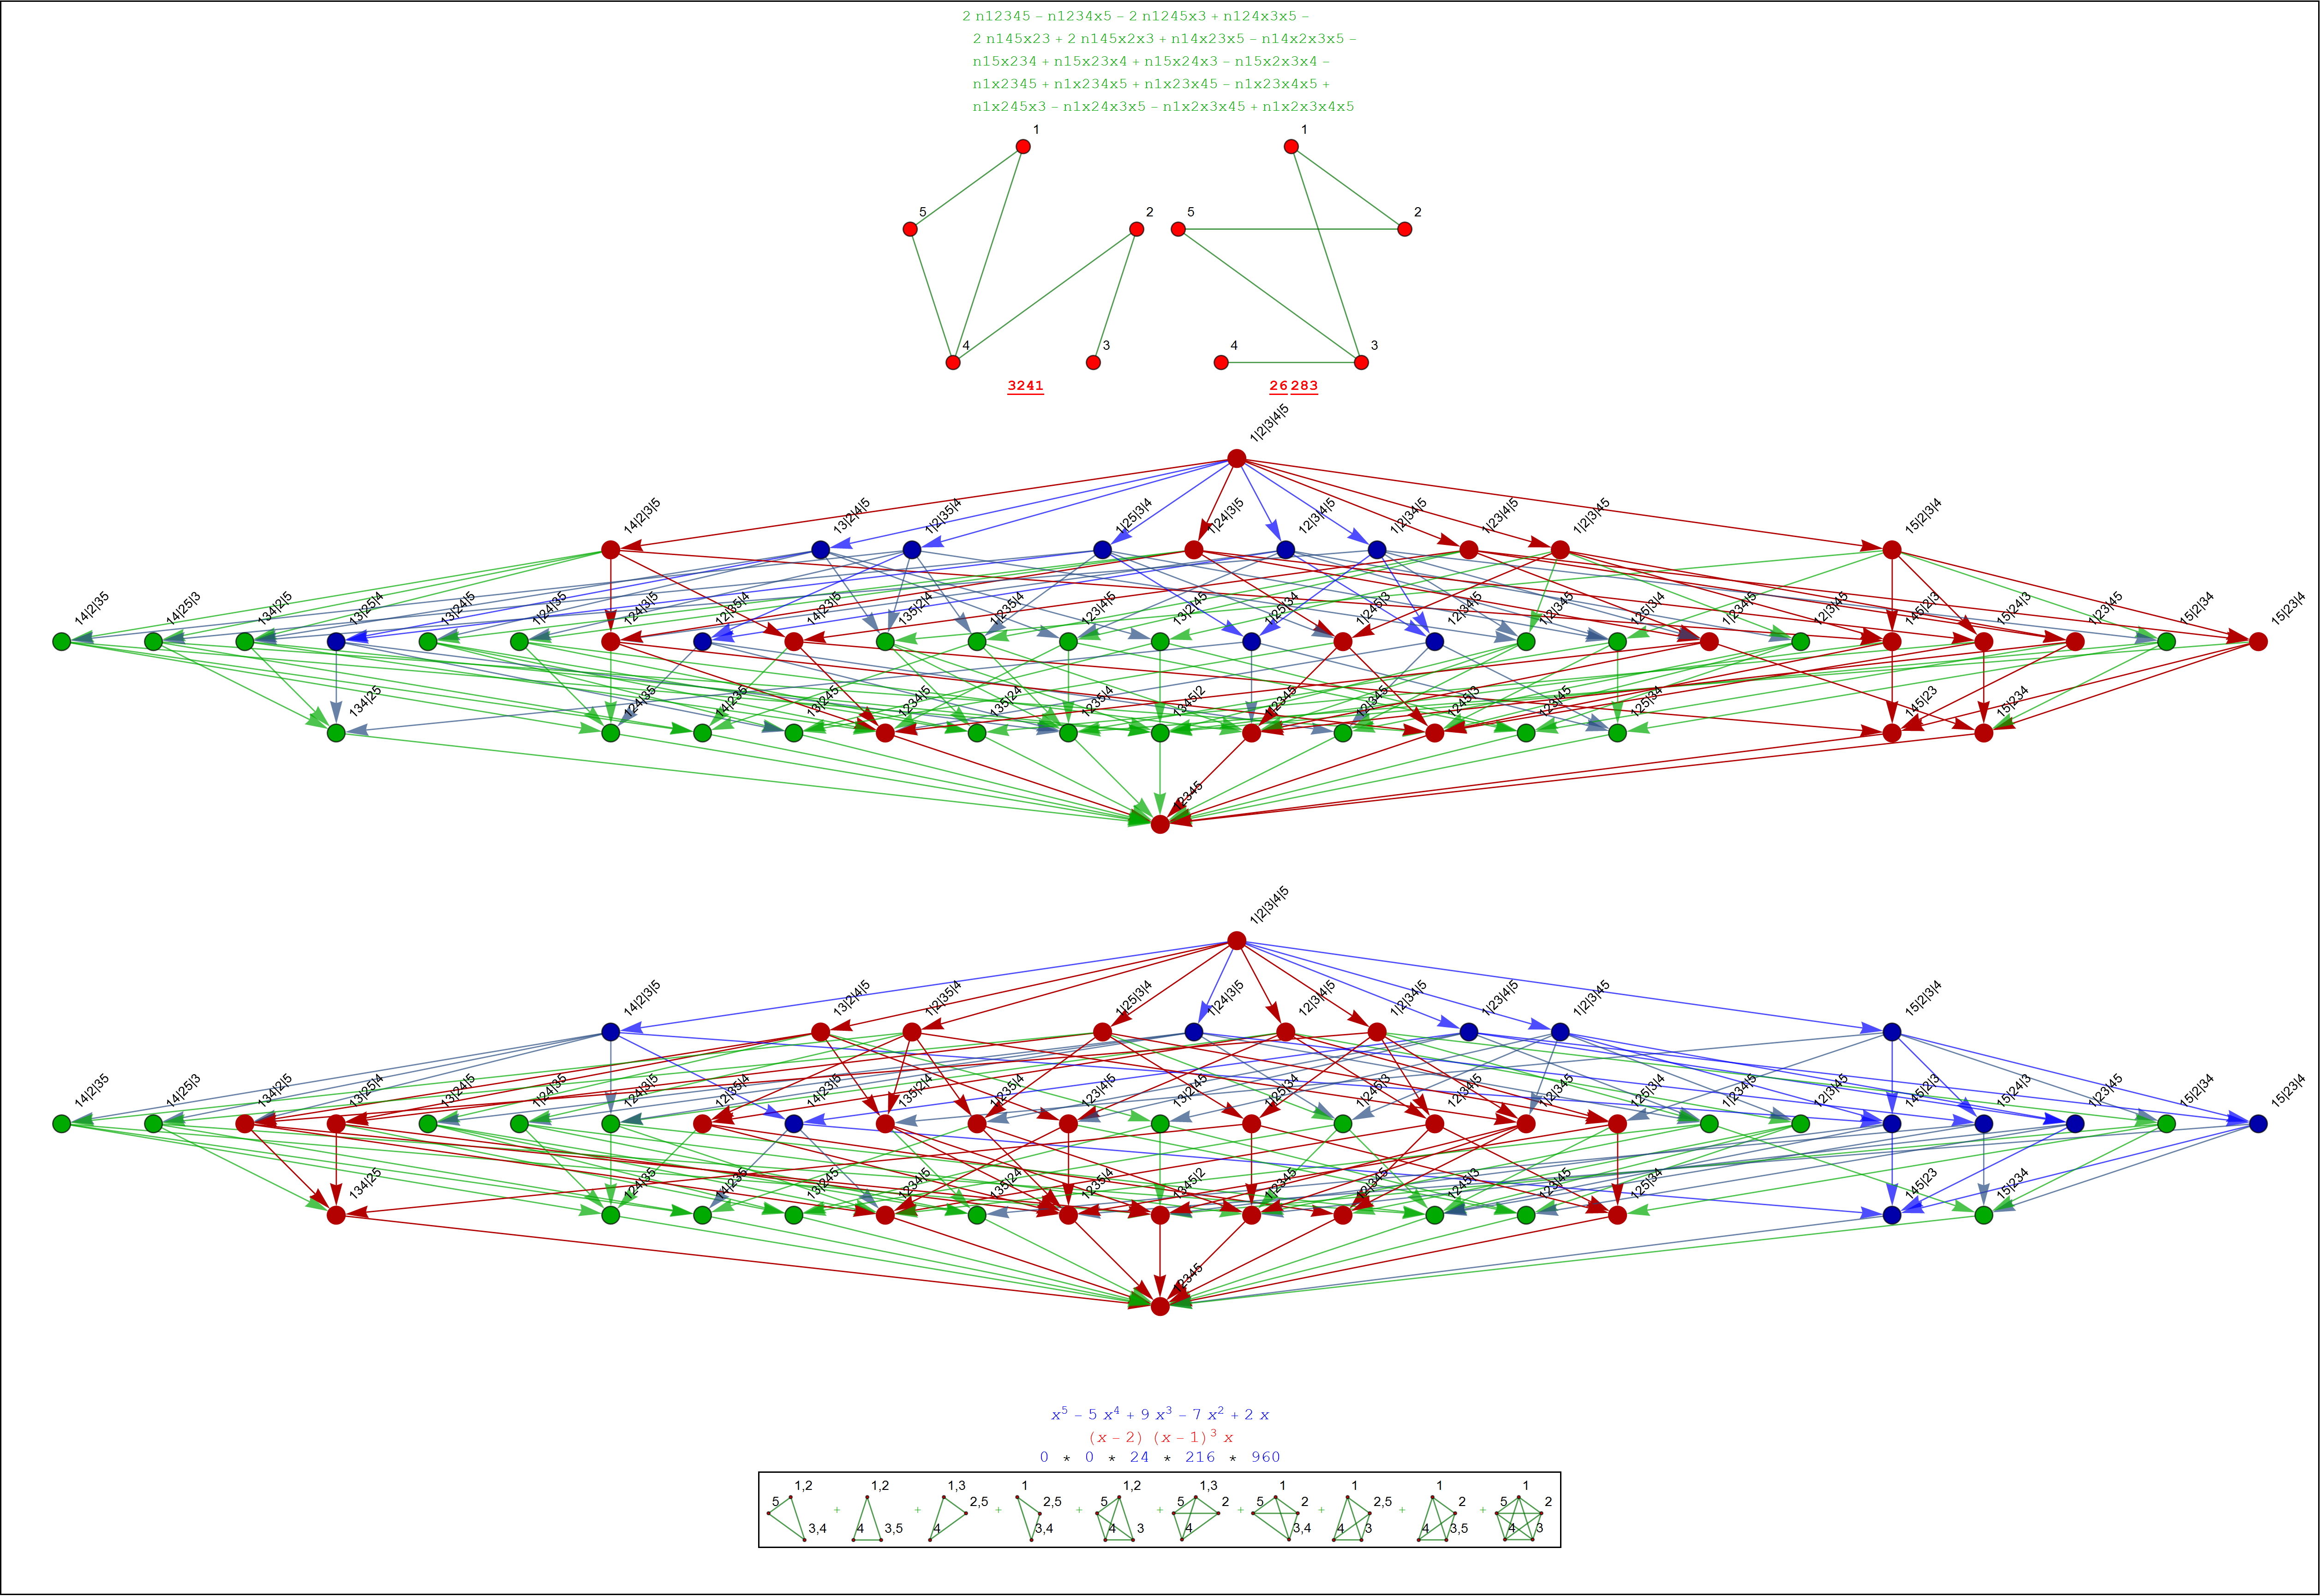 2 n12345 – n1234x5 – 2 n1245x3 + n124x3x5 –
2 n145x23 + 2 n145x2x3 + n14x23x5 – n14x2x3x5 –
n15x234 + n15x23x4 + n15x24x3 – n15x2x3x4 –
n1x2345 + n1x234x5 + n1x23x45 – n1x23x4x5 +
n1x245x3 – n1x24x3x5 – n1x2x3x45 + n1x2x3x4x5
1 1
5 2 5 2
4 3 4 3
3241 26 283
1|2|3|4|5
14|2|3|5 13|2|4|5 1|2|35|4 1|25|3|4 1|24|3|5 12|3|4|5 1|2|34|5 1|23|4|5 1|2|3|45 15|2|3|4
14|2|35 14|25|3 134|2|5 13|25|4 13|24|5 1|24|35 124|3|5 12|35|4 14|23|5 135|2|4 1|235|4 123|4|5 13|2|45 1|25|34 1|245|3 12|34|5 1|2|345 125|3|4 1|234|5 12|3|45 145|2|3 15|24|3 1|23|45 15|2|34 15|23|4
134|25 124|35 14|235 13|245 1234|5 135|24 1235|4 1345|2 1|2345 12|345 1245|3 123|45 125|34 145|23 15|234
12345
1|2|3|4|5
14|2|3|5 13|2|4|5 1|2|35|4 1|25|3|4 1|24|3|5 12|3|4|5 1|2|34|5 1|23|4|5 1|2|3|45 15|2|3|4
14|2|35 14|25|3 134|2|5 13|25|4 13|24|5 1|24|35 124|3|5 12|35|4 14|23|5 135|2|4 1|235|4 123|4|5 13|2|45 1|25|34 1|245|3 12|34|5 1|2|345 125|3|4 1|234|5 12|3|45 145|2|3 15|24|3 1|23|45 15|2|34 15|23|4
134|25 124|35 14|235 13|245 1234|5 135|24 1235|4 1345|2 1|2345 12|345 1245|3 123|45 125|34 145|23 15|234
12345
x⁵ – 5 x⁴ + 9 x³ – 7 x² + 2 x
(x – 2) (x – 1)³ x
0 * 0 * 24 * 216 * 960
1,2 1,2 1,3 1 1,2 1,3 1 1 1 1
5 + + 2,5 + 2,5 + 5 + 5 2 + 5 2 + 2,5 + 2 + 5 2
3,4 4 3,5 4 3,4 4 3 4 3,4 4 3 4 3,5 4 3